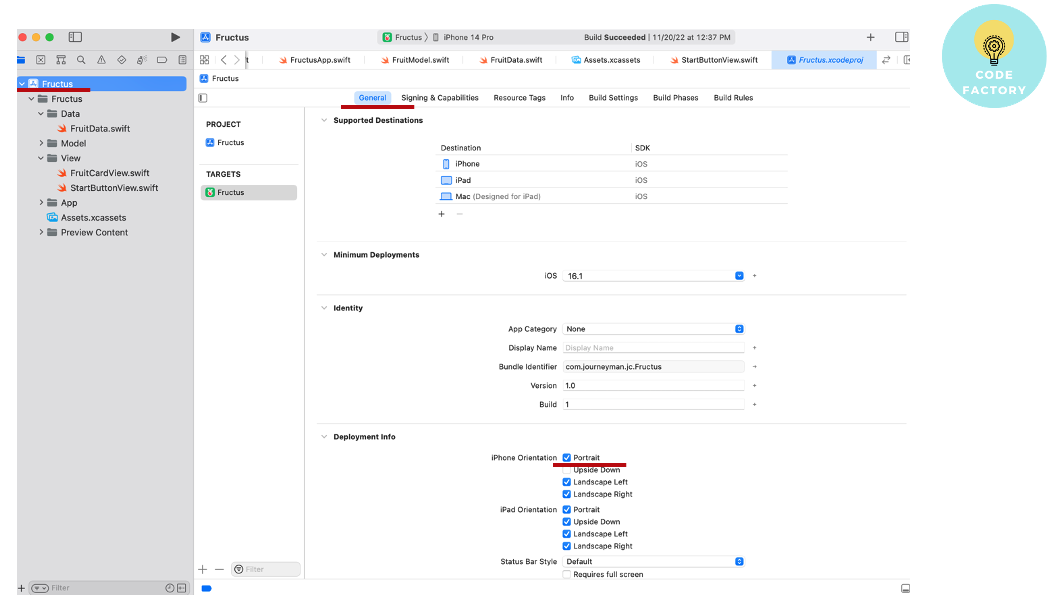 Fructus
Fructus
iPhone 14 Pro
Build Succeeded | 11/20/22 at 12:37 PM
CODE
FACTORY
FructusApp.swift
FruitModel.swift
FruitData.swift
Assets.xcassets
StartButtonView.swift
Fructus.xcodeproj
Fructus
Fructus
Fructus
Data
FruitData.swift
Model
View
FruitCardView.swift
StartButtonView.swift
App
Assets.xcassets
Preview Content
Filter
General
Signing & Capabilities
Resource Tags
Info
Build Settings
Build Phases
Build Rules
PROJECT
Fructus
TARGETS
Fructus
Filter
Supported Destinations
Destination SDK
iPhone iOS
iPad iOS
Mac (Designed for iPad) iOS
Minimum Deployments
iOS 16.1
Identity
App Category None
Display Name Display Name
Bundle Identifier com.journeyman.jc.Fructus
Version 1.0
Build 1
Deployment Info
iPhone Orientation Portrait
Upside Down
Landscape Left
Landscape Right
iPad Orientation Portrait
Upside Down
Landscape Left
Landscape Right
Status Bar Style Default
Requires full screen